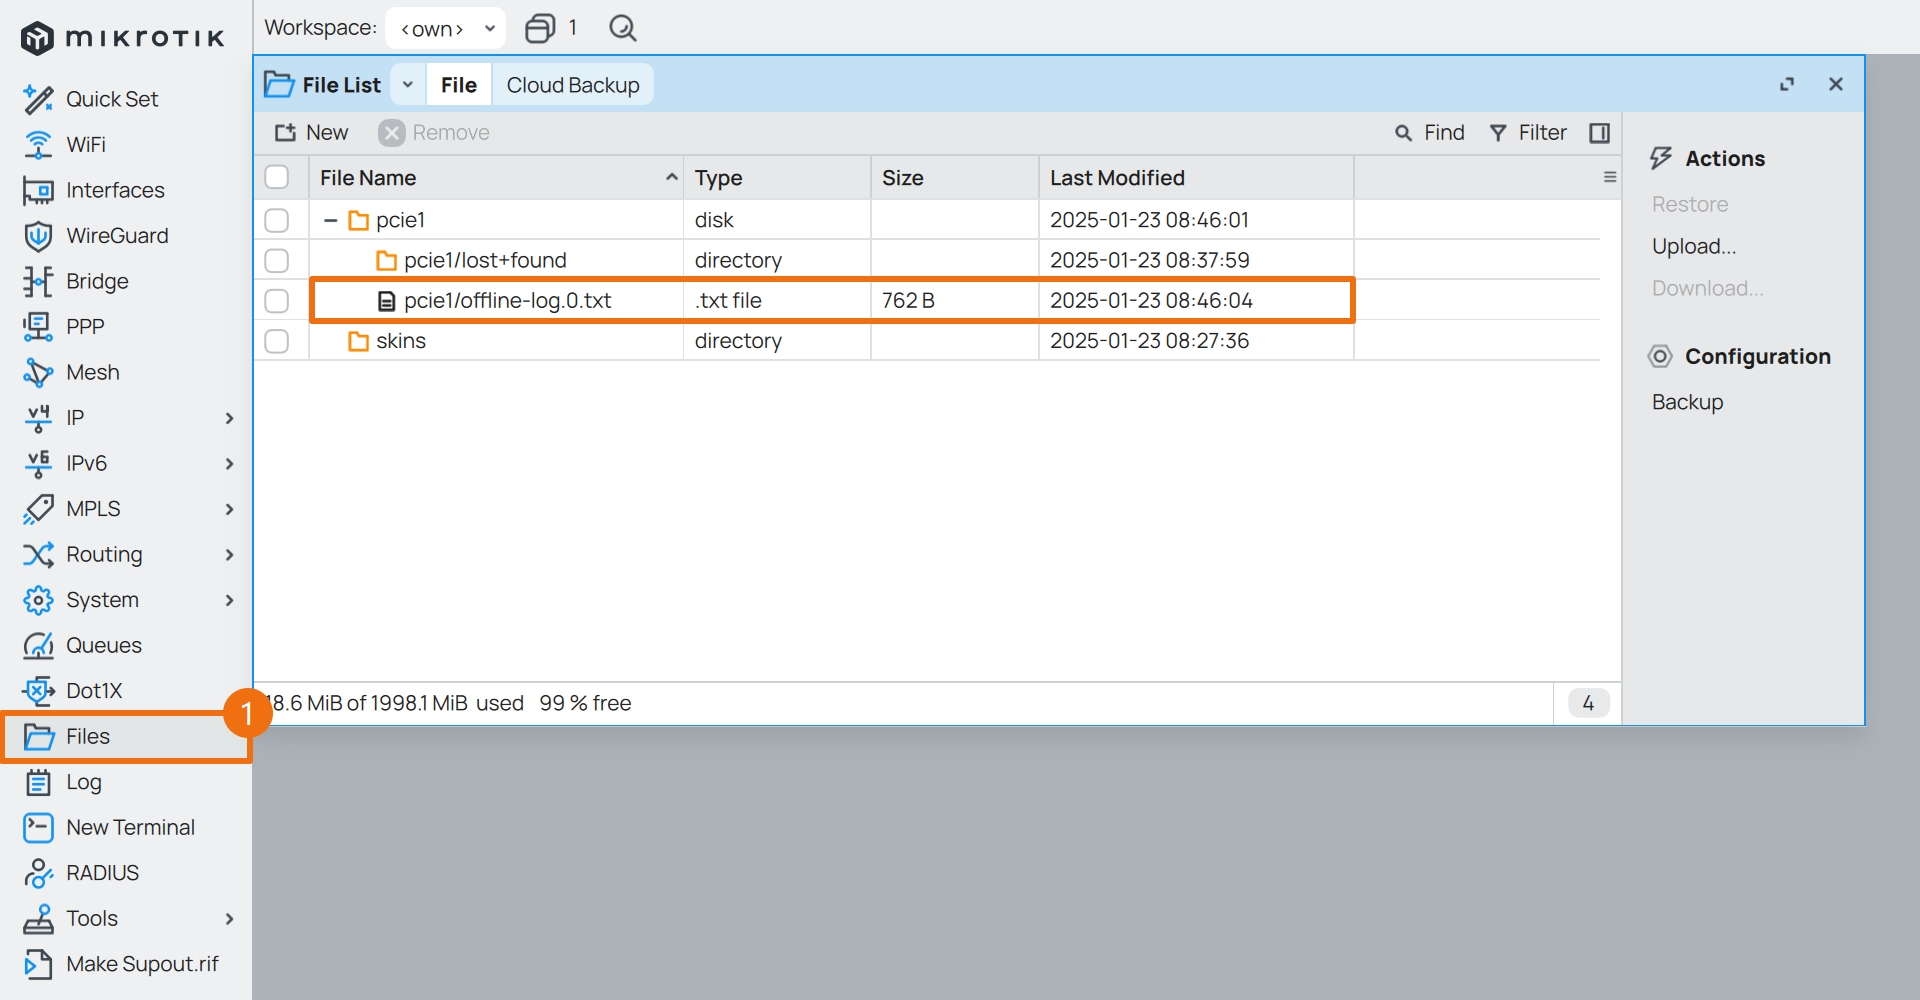 mikrotik
Workspace: <own> 1
Quick Set
WiFi
Interfaces
WireGuard
Bridge
PPP
Mesh
v4 IP
v6 IPv6
MPLS
Routing
System
Queues
Dot1X
1
Files
Log
New Terminal
RADIUS
Tools
Make Supout.rif
File List File Cloud Backup
New Remove Find Filter
File Name Type Size Last Modified
pcie1 disk 2025-01-23 08:46:01
pcie1/lost+found directory 2025-01-23 08:37:59
pcie1/offline-log.0.txt .txt file 762 B 2025-01-23 08:46:04
skins directory 2025-01-23 08:27:36
18.6 MiB of 1998.1 MiB used 99 % free 4
Actions
Restore
Upload...
Download...
Configuration
Backup